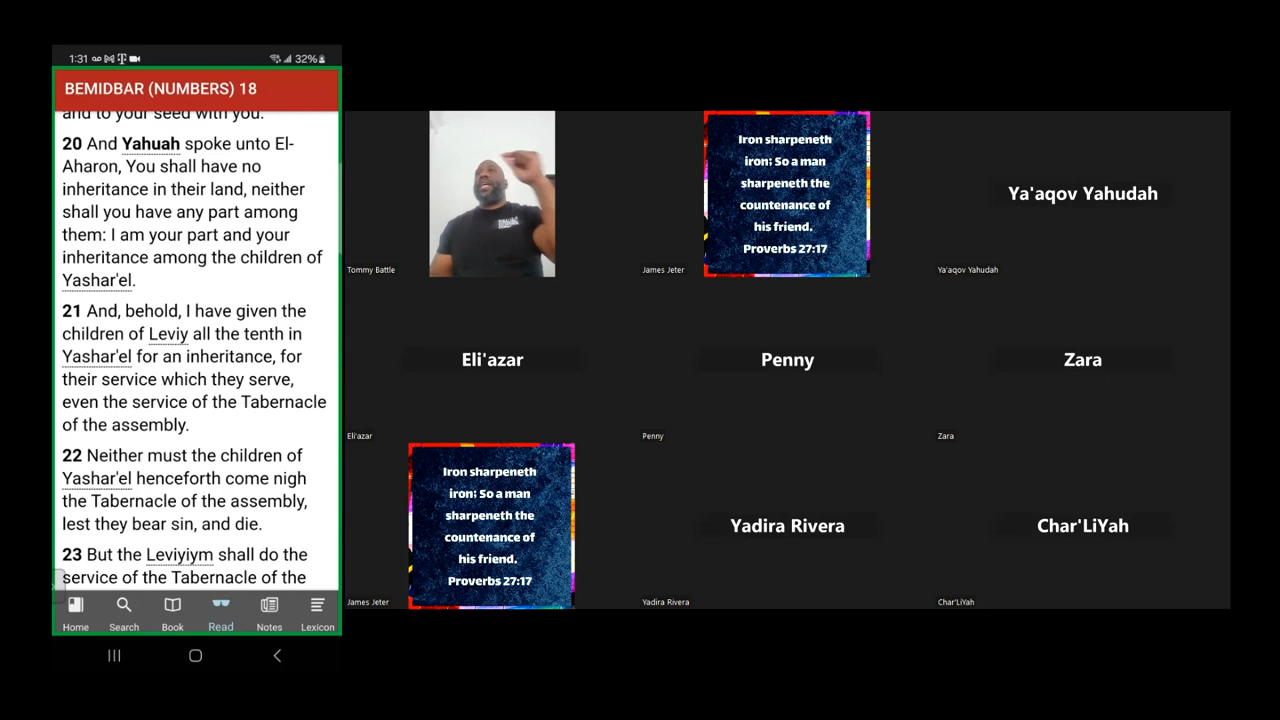 1:31
32%
BEMIDBAR (NUMBERS) 18
and to your seed with you.
20 And Yahuah spoke unto El-
Aharon, You shall have no
inheritance in their land, neither
shall you have any part among
them: I am your part and your
inheritance among the children of
Yashar'el.
21 And, behold, I have given the
children of Leviy all the tenth in
Yashar'el for an inheritance, for
their service which they serve,
even the service of the Tabernacle
of the assembly.
22 Neither must the children of
Yashar'el henceforth come nigh
the Tabernacle of the assembly,
lest they bear sin, and die.
23 But the Leviyiym shall do the
service of the Tabernacle of the
Home Search Book Read Notes Lexicon
Tommy Battle
Iron sharpeneth
iron; So a man
sharpeneth the
countenance of
his friend.
Proverbs 27:17
James Jeter
Ya'aqov Yahudah
Ya'aqov Yahudah
Eli'azar
Eli'azar
Penny
Penny
Zara
Zara
Iron sharpeneth
iron; So a man
sharpeneth the
countenance of
his friend.
Proverbs 27:17
James Jeter
Yadira Rivera
Yadira Rivera
Char'LiYah
Char'LiYah